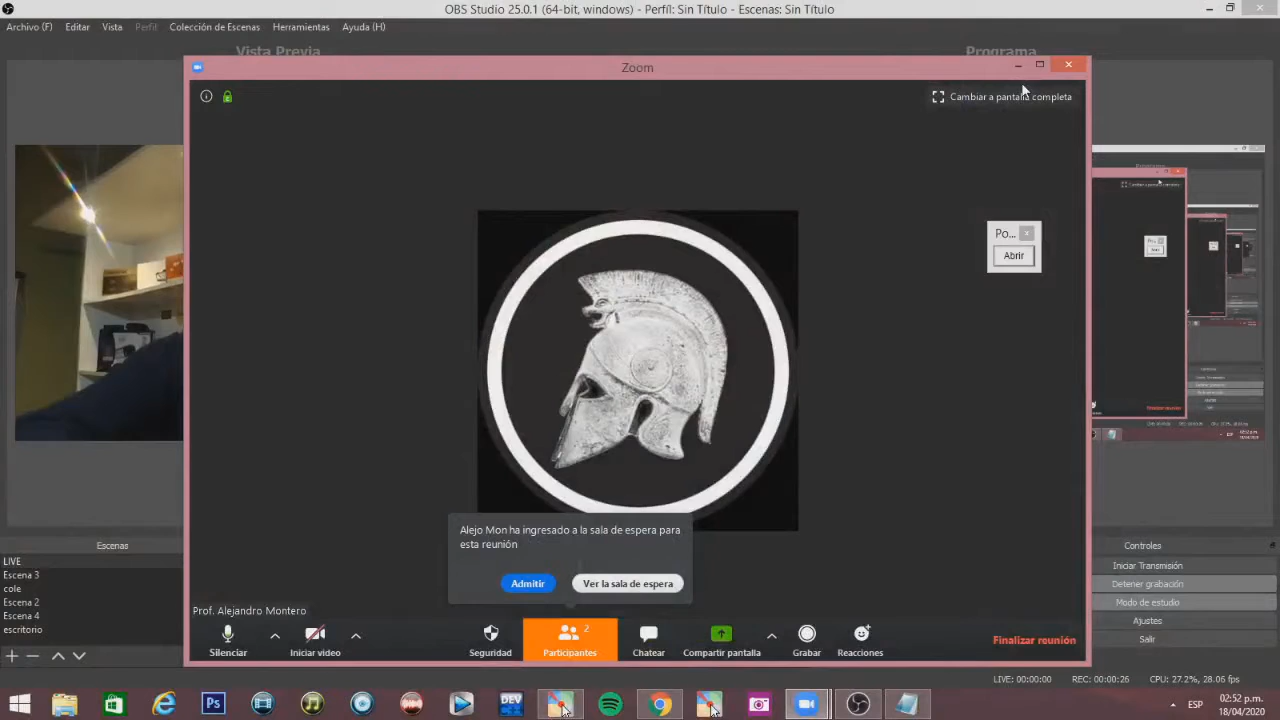 OBS Studio 25.0.1 (64-bit, windows) - Perfil: Sin Título - Escenas: Sin Título
Archivo (F) Editar Vista Perfil Colección de Escenas Herramientas Ayuda (H)
Vista Previa Programa
Zoom
Cambiar a pantalla completa
Po... x
Abrir
Alejo Mon ha ingresado a la sala de espera para
esta reunión
Admitir Ver la sala de espera
Prof. Alejandro Montero
2
Silenciar Iniciar video Seguridad Participantes Chatear Compartir pantalla Grabar Reacciones
Finalizar reunión
Escenas
LIVE
Escena 3
cole
Escena 2
Escena 4
escritorio
Controles
Iniciar Transmisión
Detener grabación
Modo de estudio
Ajustes
Salir
LIVE: 00:00:00 REC: 00:00:26 CPU: 27.2%, 28.06 fps
Ps
DEV
ESP
02:52 p.m.
18/04/2020